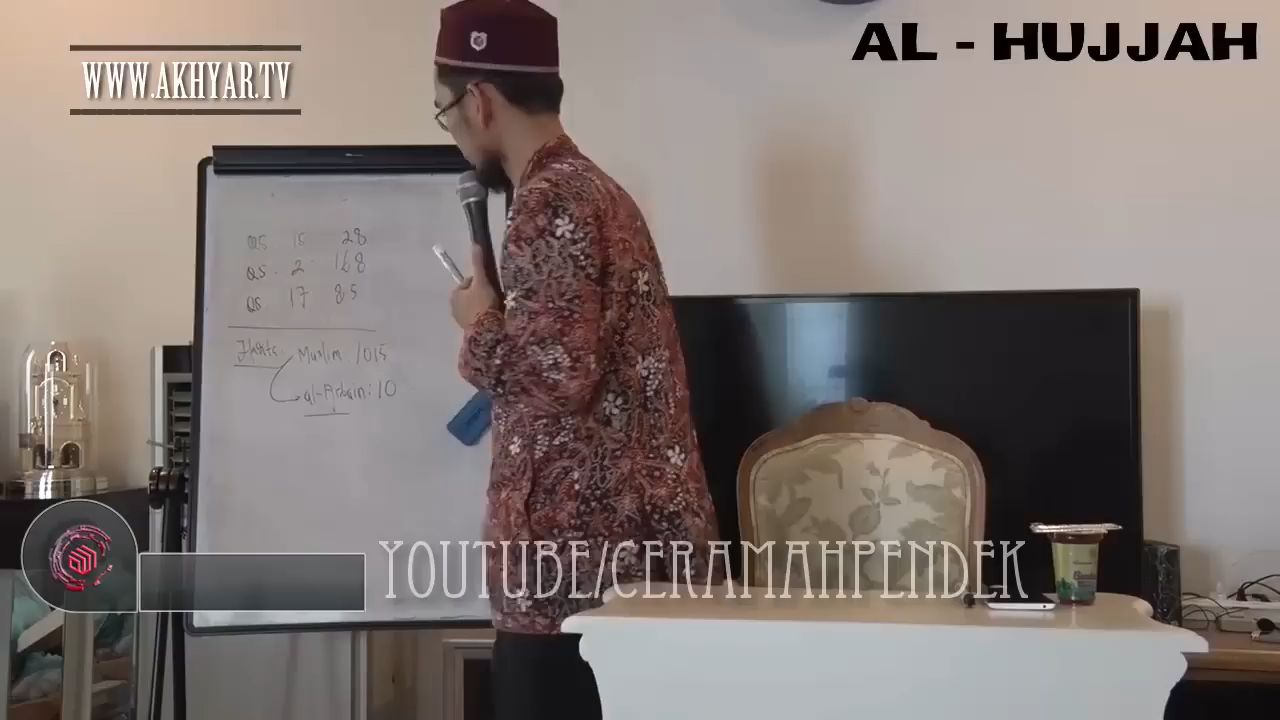 AL - HUJJAH
WWW.AKHYAR.TV
QS 15 28
QS. 2 168
QS 17 85
Hadits Muslim 1015
al-Arbain: 10
YOUTUBE/CERAMAHPENDEK